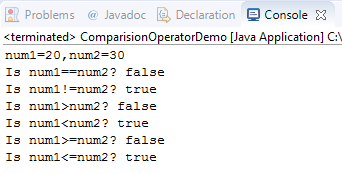 Problems @ Javadoc Declaration Console
<terminated> ComparisionOperatorDemo [Java Application] C:\
num1=20,num2=30
Is num1==num2? false
Is num1!=num2? true
Is num1>num2? false
Is num1<num2? true
Is num1>=num2? false
Is num1<=num2? true